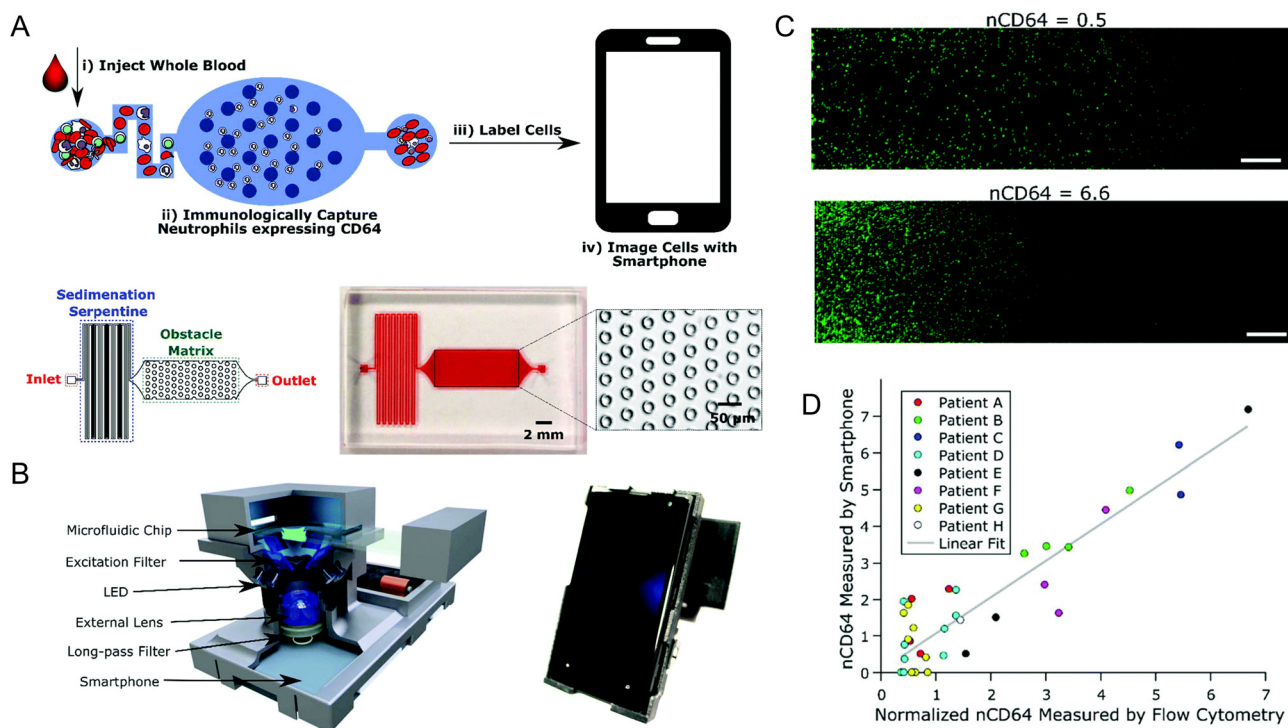 A
i) Inject Whole Blood
iii) Label Cells
ii) Immunologically Capture
Neutrophils expressing CD64
iv) Image Cells with
Smartphone
Sedimenation
Serpentine
Obstacle
Matrix
Inlet
Outlet
2 mm
50 µm
B
Microfluidic Chip
Excitation Filter
LED
External Lens
Long-pass Filter
Smartphone
C
nCD64 = 0.5
nCD64 = 6.6
D
nCD64 Measured by Smartphone
7
6
5
4
3
2
1
0
Patient A
Patient B
Patient C
Patient D
Patient E
Patient F
Patient G
Patient H
Linear Fit
0 1 2 3 4 5 6 7
Normalized nCD64 Measured by Flow Cytometry